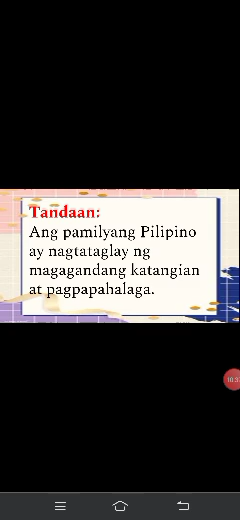 Tandaan:
Ang pamilyang Pilipino
ay nagtataglay ng
magagandang katangian
at pagpapahalaga.